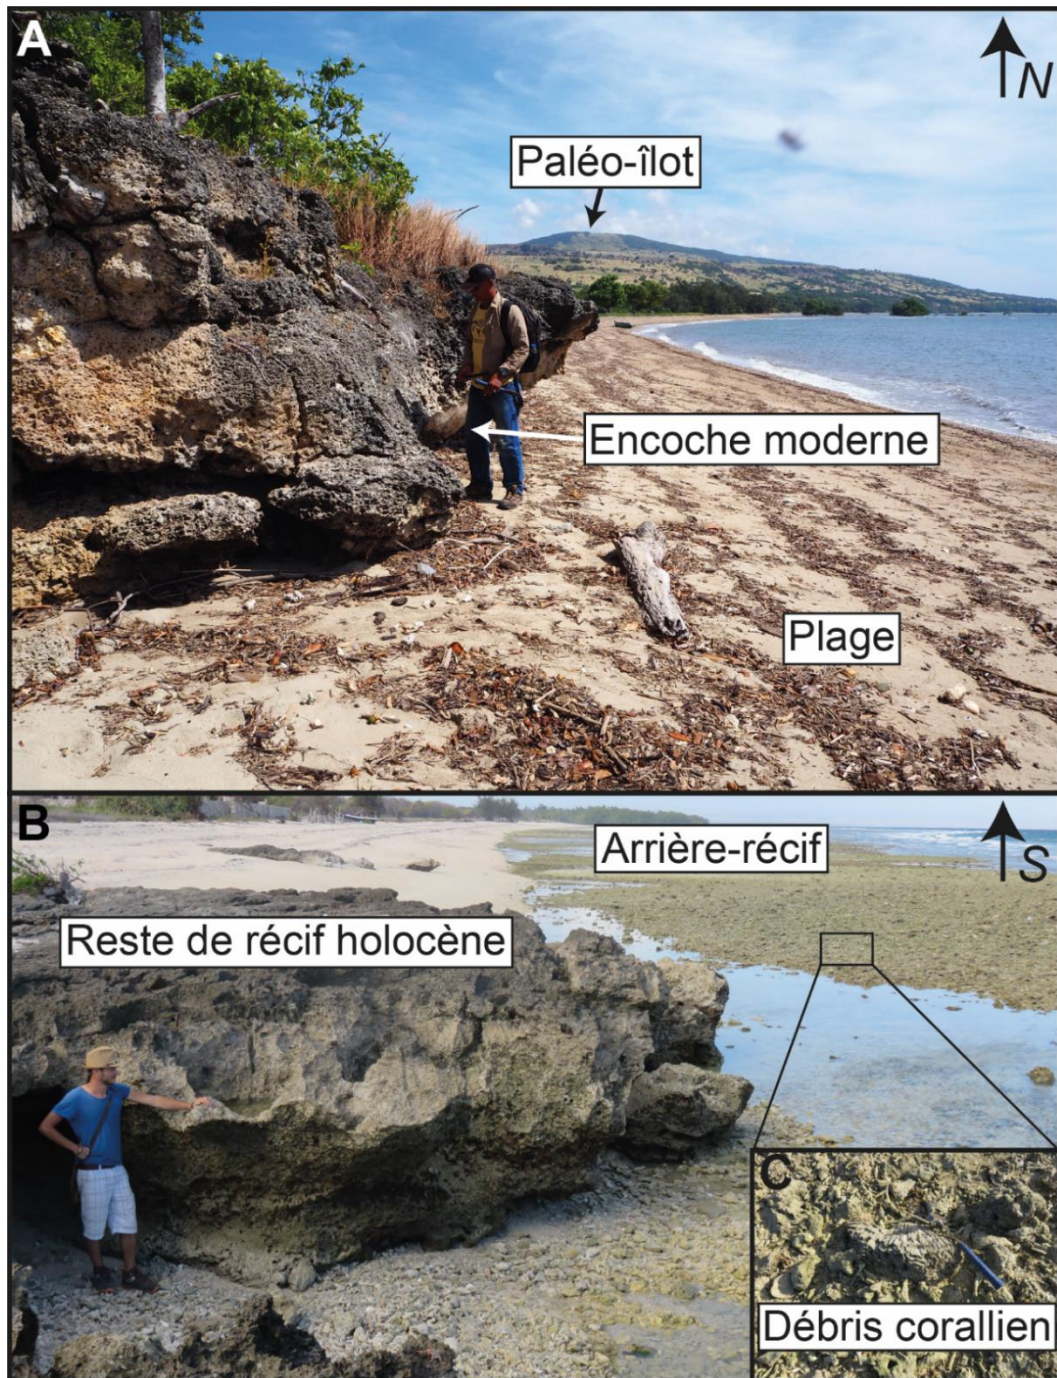 A
N
Paléo-îlot
Encoche moderne
Plage
B
S
Arrière-récif
Reste de récif holocène
C
Débris corallien